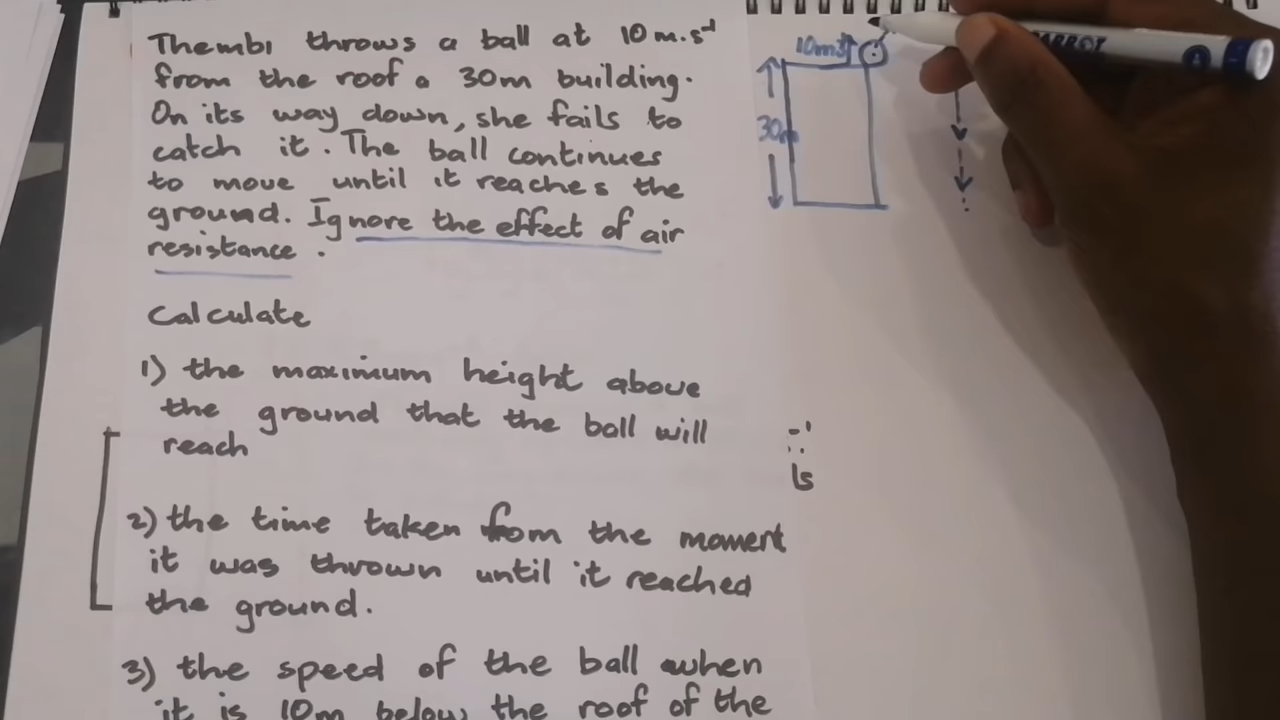 Thembi throws a ball at 10 m.s⁻¹
from the roof a 30m building.
On its way down, she fails to
catch it. The ball continues
to move until it reaches the
ground. Ignore the effect of air
resistance.
Calculate
1) the maximum height above
the ground that the ball will
reach
2) the time taken from the moment
it was thrown until it reached
the ground.
3) the speed of the ball when
it is 10m below the roof of the
30m
PARROT